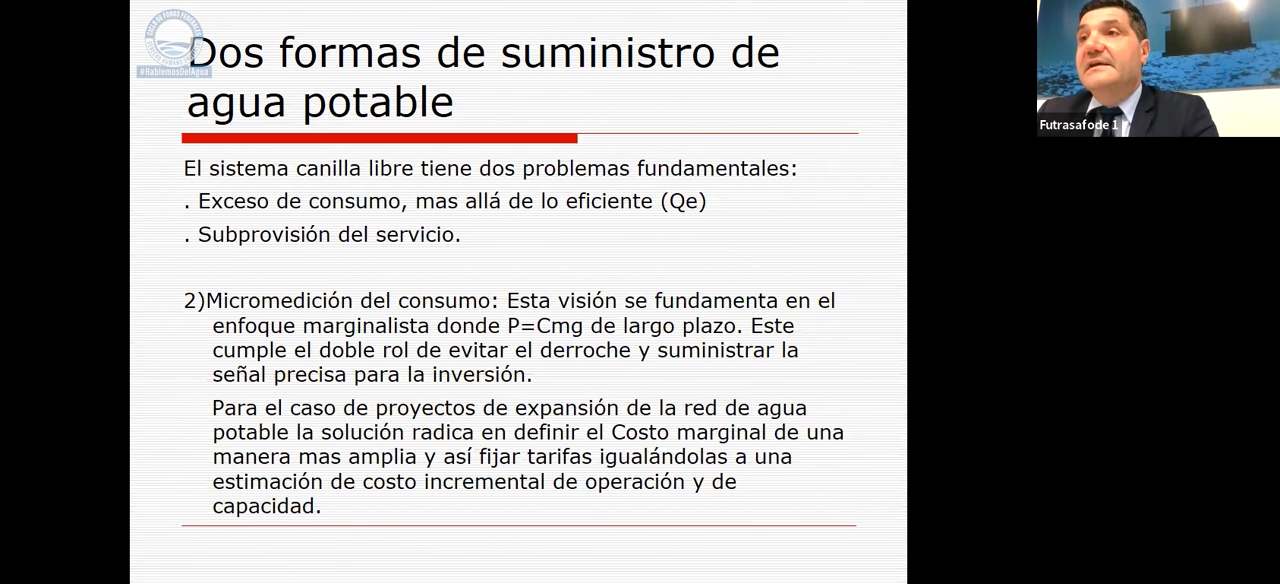 Dos formas de suministro de
agua potable
#HablemosDelAgua
El sistema canilla libre tiene dos problemas fundamentales:
. Exceso de consumo, mas allá de lo eficiente (Qe)
. Subprovisión del servicio.
2)Micromedición del consumo: Esta visión se fundamenta en el
enfoque marginalista donde P=Cmg de largo plazo. Este
cumple el doble rol de evitar el derroche y suministrar la
señal precisa para la inversión.
Para el caso de proyectos de expansión de la red de agua
potable la solución radica en definir el Costo marginal de una
manera mas amplia y así fijar tarifas igualándolas a una
estimación de costo incremental de operación y de
capacidad.
Futrasafode 1